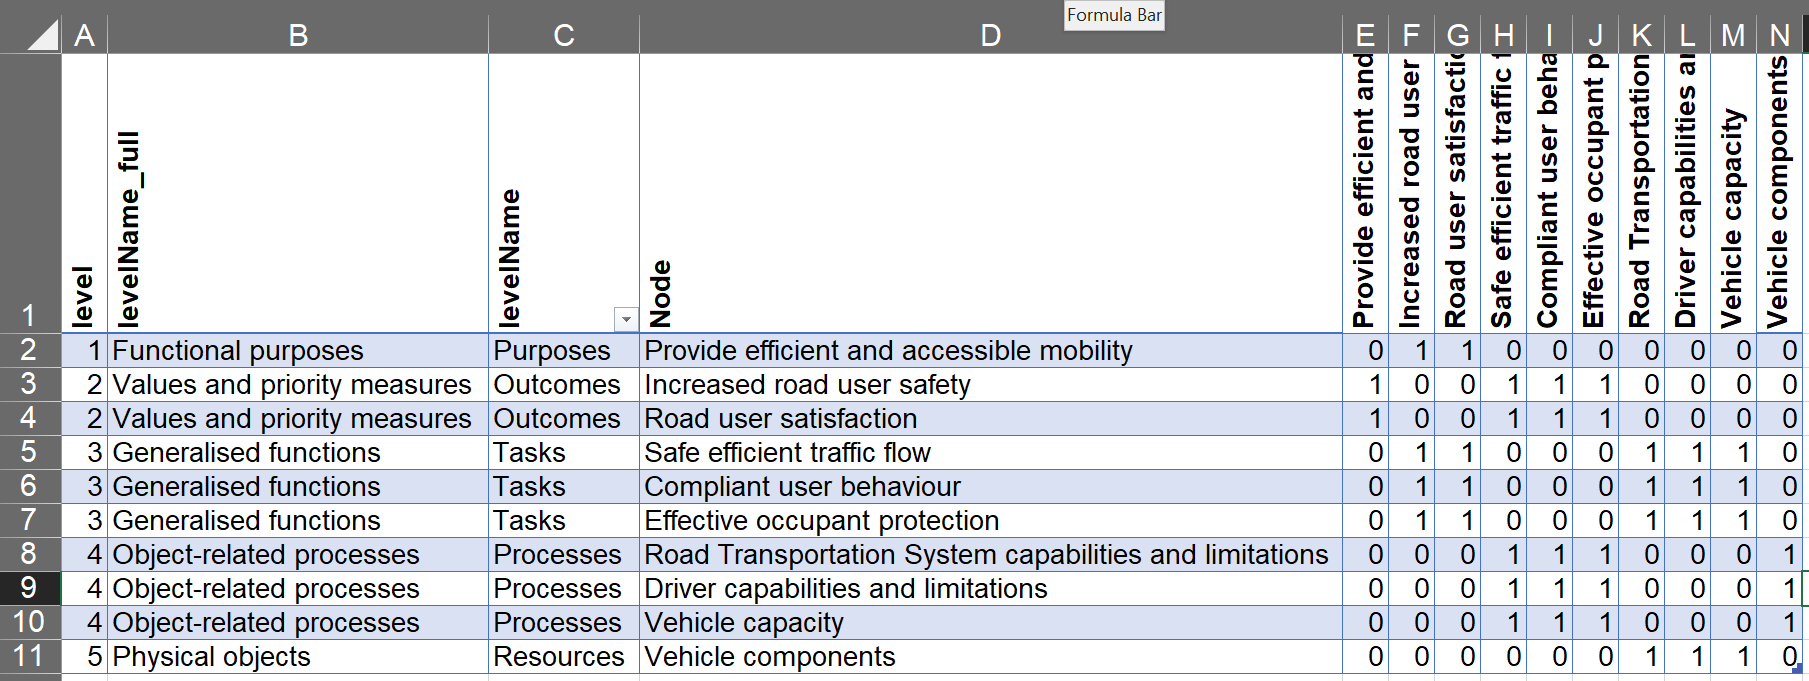 Formula Bar
A B C D E F G H I J K L M N
1 level levelName_full levelName Node Provide efficient and Increased road user Road user satisfactio Safe efficient traffic Compliant user beha Effective occupant p Road Transportation Driver capabilities a Vehicle capacity Vehicle components
2 1 Functional purposes Purposes Provide efficient and accessible mobility 0 1 1 0 0 0 0 0 0 0
3 2 Values and priority measures Outcomes Increased road user safety 1 0 0 1 1 1 0 0 0 0
4 2 Values and priority measures Outcomes Road user satisfaction 1 0 0 1 1 1 0 0 0 0
5 3 Generalised functions Tasks Safe efficient traffic flow 0 1 1 0 0 0 1 1 1 0
6 3 Generalised functions Tasks Compliant user behaviour 0 1 1 0 0 0 1 1 1 0
7 3 Generalised functions Tasks Effective occupant protection 0 1 1 0 0 0 1 1 1 0
8 4 Object-related processes Processes Road Transportation System capabilities and limitations 0 0 0 1 1 1 0 0 0 1
9 4 Object-related processes Processes Driver capabilities and limitations 0 0 0 1 1 1 0 0 0 1
10 4 Object-related processes Processes Vehicle capacity 0 0 0 1 1 1 0 0 0 1
11 5 Physical objects Resources Vehicle components 0 0 0 0 0 0 1 1 1 0